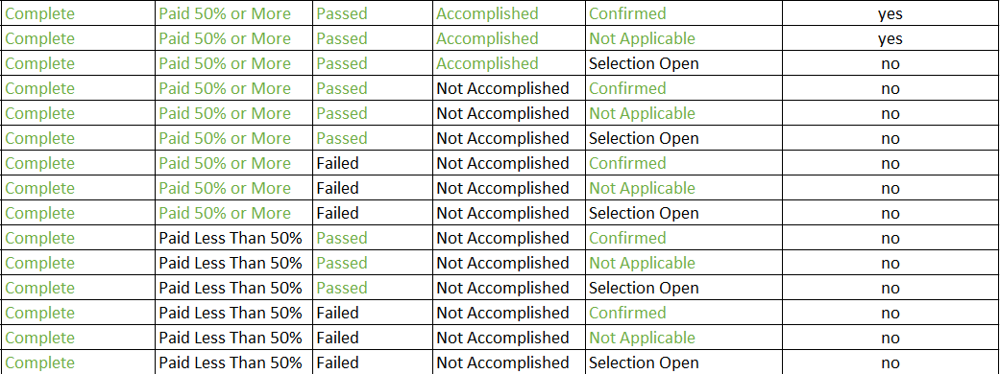 Complete Paid 50% or More Passed Accomplished Confirmed yes
Complete Paid 50% or More Passed Accomplished Not Applicable yes
Complete Paid 50% or More Passed Accomplished Selection Open no
Complete Paid 50% or More Passed Not Accomplished Confirmed no
Complete Paid 50% or More Passed Not Accomplished Not Applicable no
Complete Paid 50% or More Passed Not Accomplished Selection Open no
Complete Paid 50% or More Failed Not Accomplished Confirmed no
Complete Paid 50% or More Failed Not Accomplished Not Applicable no
Complete Paid 50% or More Failed Not Accomplished Selection Open no
Complete Paid Less Than 50% Passed Not Accomplished Confirmed no
Complete Paid Less Than 50% Passed Not Accomplished Not Applicable no
Complete Paid Less Than 50% Passed Not Accomplished Selection Open no
Complete Paid Less Than 50% Failed Not Accomplished Confirmed no
Complete Paid Less Than 50% Failed Not Accomplished Not Applicable no
Complete Paid Less Than 50% Failed Not Accomplished Selection Open no